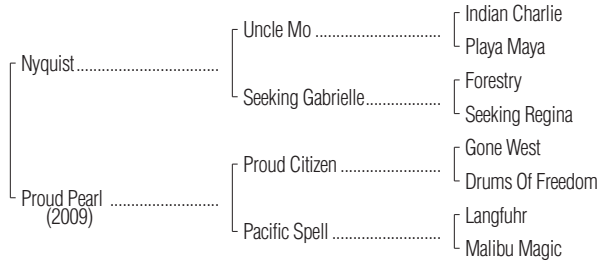 Indian Charlie
Uncle Mo
Playa Maya
Nyquist
Forestry
Seeking Gabrielle
Seeking Regina
Gone West
Proud Citizen
Drums Of Freedom
Proud Pearl
(2009)
Langfuhr
Pacific Spell
Malibu Magic